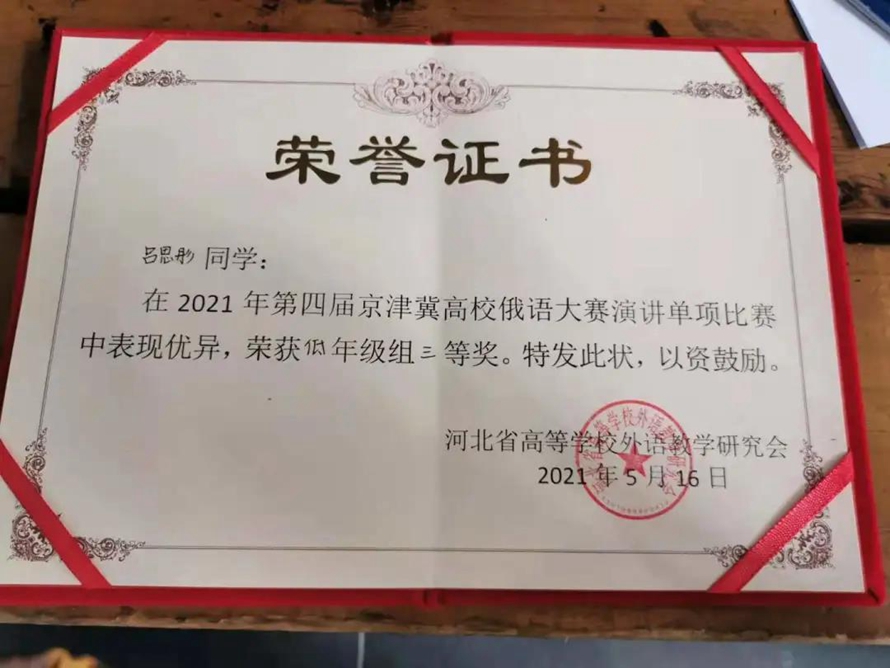 荣誉证书
吕思彤 同学：
在 2021 年第四届京津冀高校俄语大赛演讲单项比赛
中表现优异，荣获低年级组三等奖。特发此状，以资鼓励。
河北省高等学校外语教学研究会
2021 年 5 月 16 日